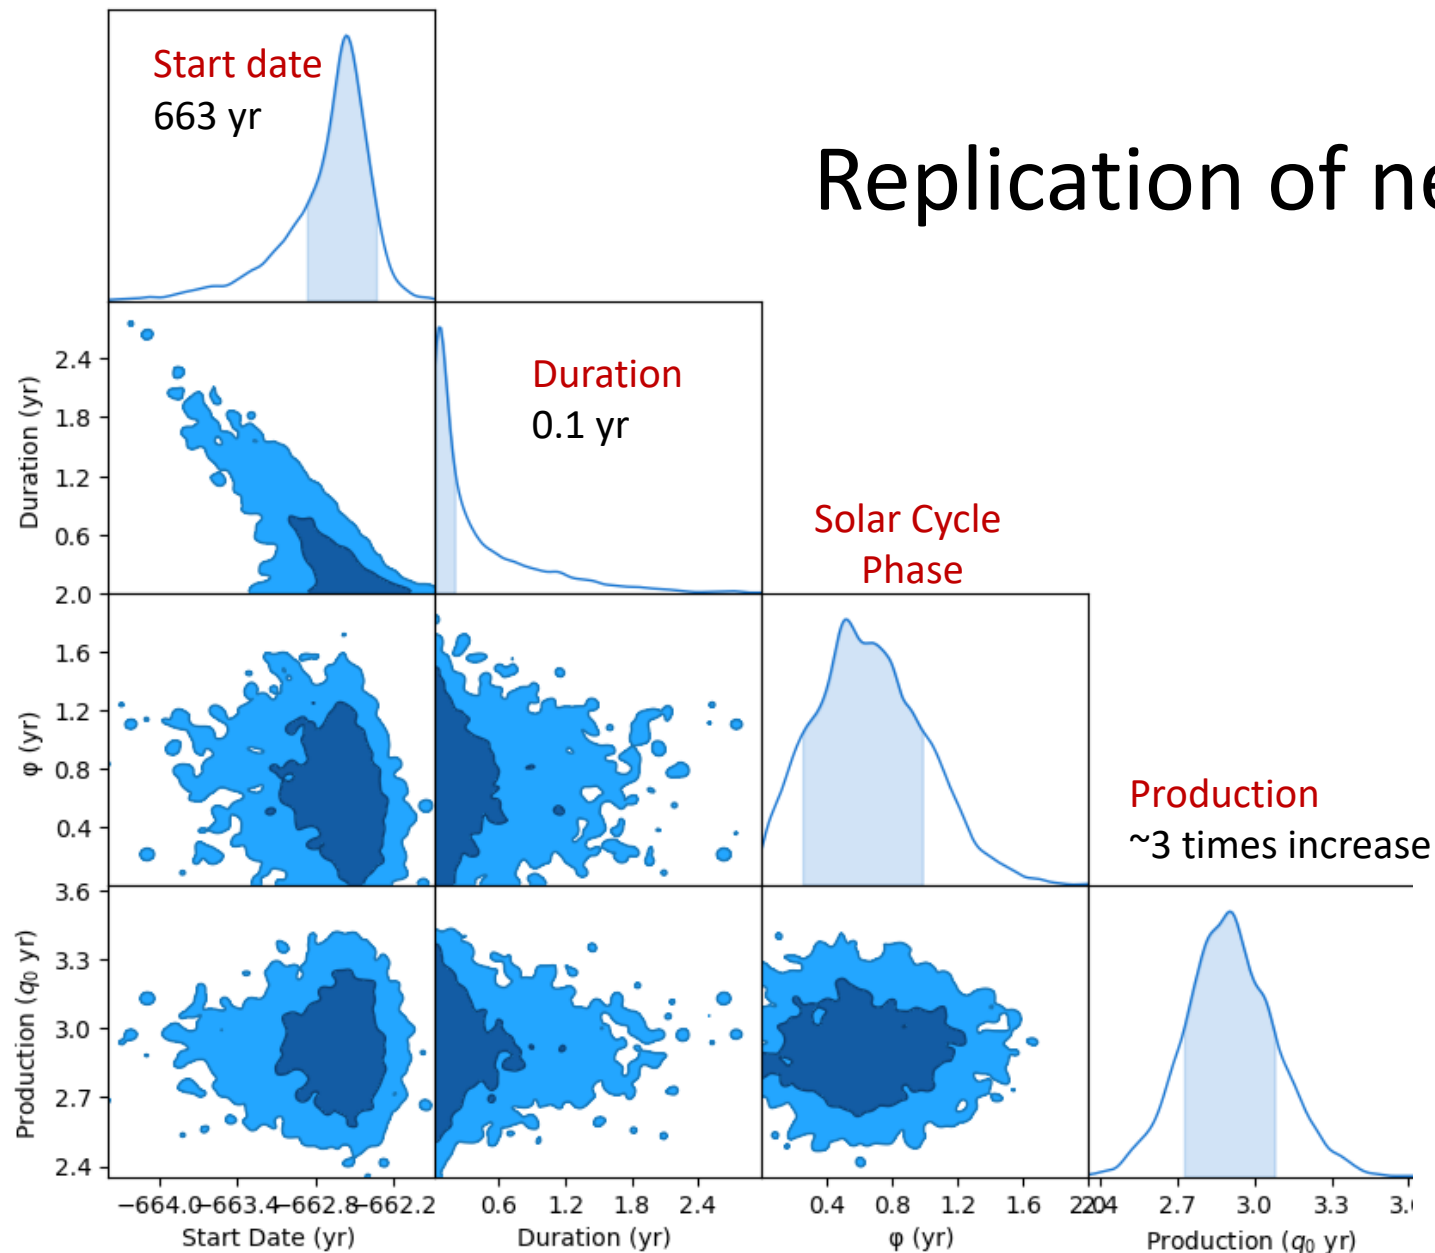 Start date
663 yr
Replication of ne
Duration
0.1 yr
Solar Cycle
Phase
Production
~3 times increase
Duration (yr)
2.4
1.8
1.2
0.6
2.0
φ (yr)
1.6
1.2
0.8
0.4
Production (q₀ yr)
3.6
3.3
3.0
2.7
2.4
−664.0 −663.4 −662.8 −662.2
Start Date (yr)
0.6 1.2 1.8 2.4
Duration (yr)
0.4 0.8 1.2 1.6
φ (yr)
2.7 3.0 3.3
Production (q₀ yr)